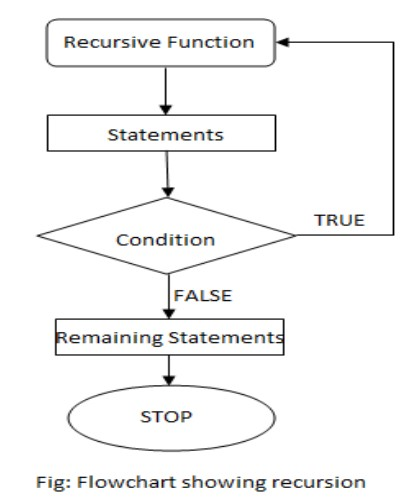 Recursive Function
Statements
Condition
TRUE
FALSE
Remaining Statements
STOP
Fig: Flowchart showing recursion